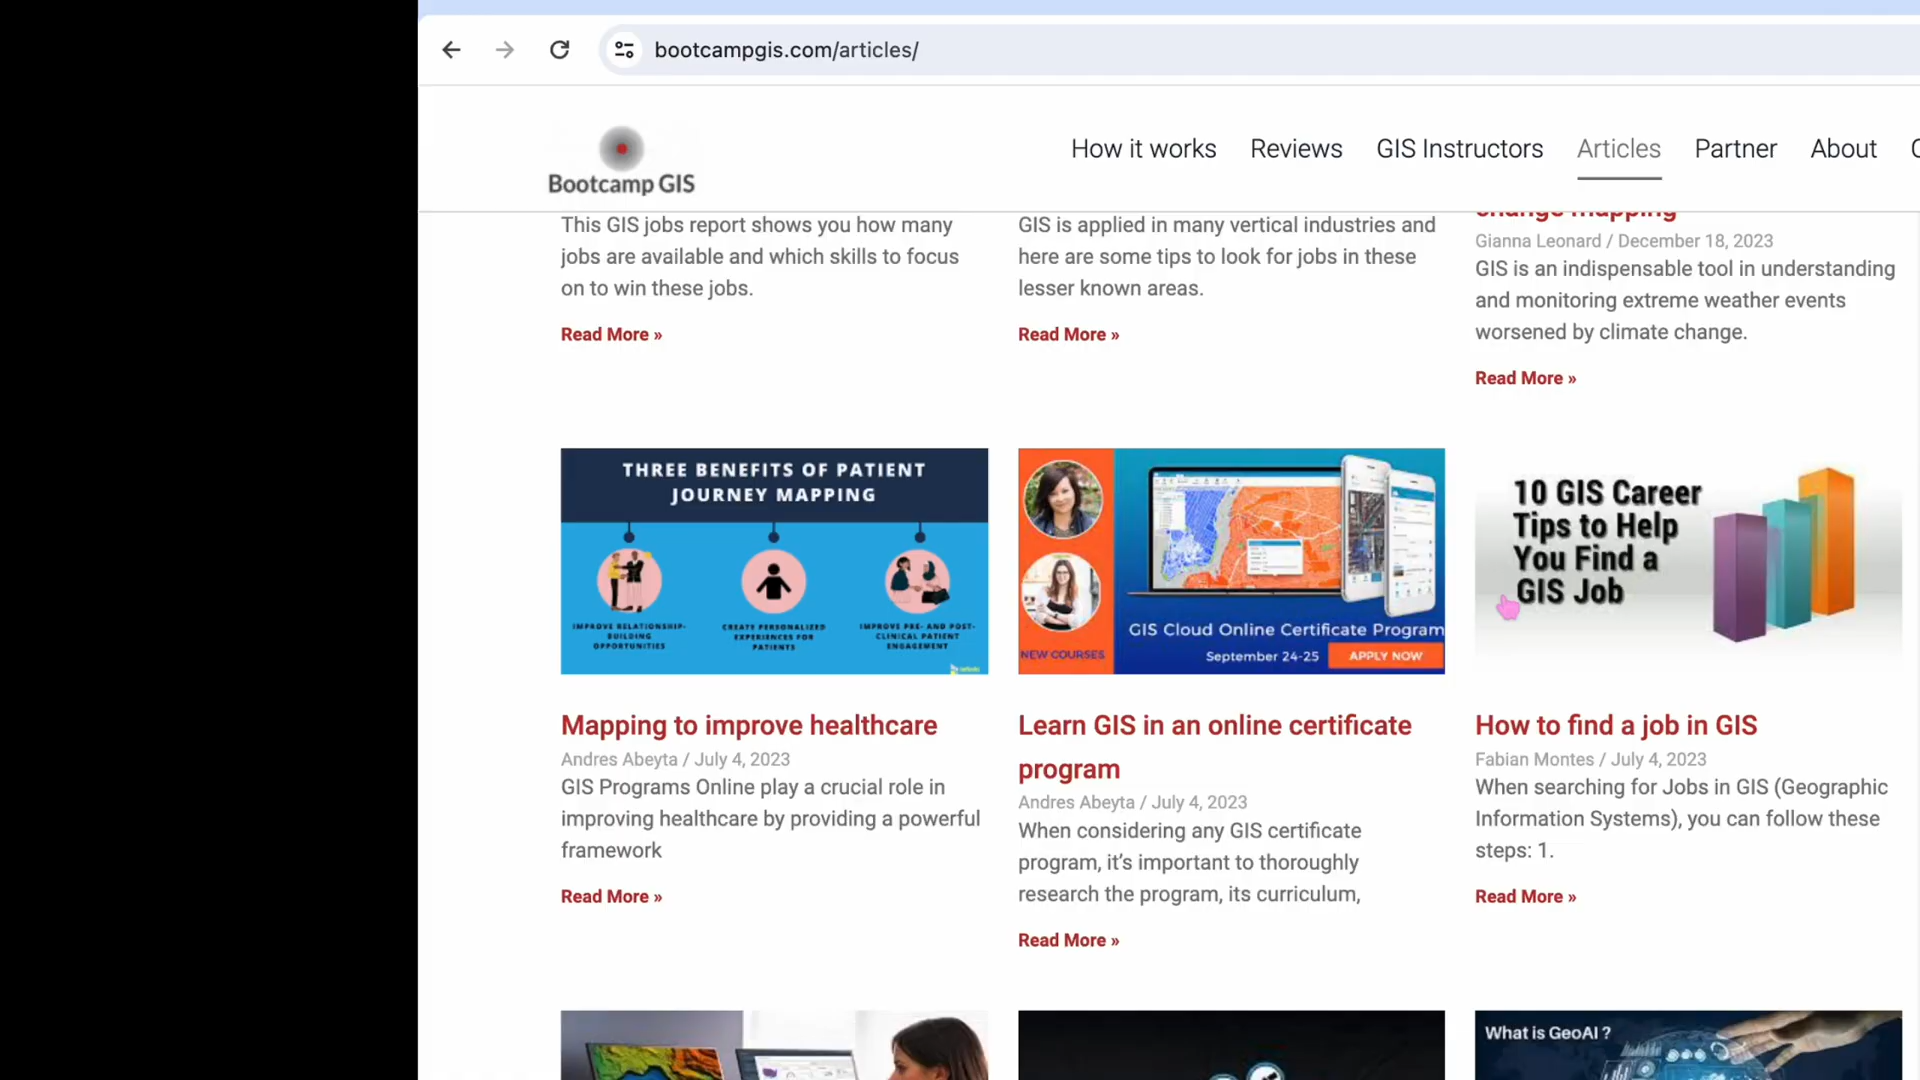 bootcampgis.com/articles/
Bootcamp GIS
How it works
Reviews
GIS Instructors
Articles
Partner
About
This GIS jobs report shows you how many
jobs are available and which skills to focus
on to win these jobs.
Read More »
GIS is applied in many vertical industries and
here are some tips to look for jobs in these
lesser known areas.
Read More »
change mapping
Gianna Leonard / December 18, 2023
GIS is an indispensable tool in understanding
and monitoring extreme weather events
worsened by climate change.
Read More »
THREE BENEFITS OF PATIENT
JOURNEY MAPPING
IMPROVE RELATIONSHIP-
BUILDING
OPPORTUNITIES
CREATE PERSONALIZED
EXPERIENCES FOR
PATIENTS
IMPROVE PRE- AND POST-
CLINICAL PATIENT
ENGAGEMENT
Mapping to improve healthcare
Andres Abeyta / July 4, 2023
GIS Programs Online play a crucial role in
improving healthcare by providing a powerful
framework
Read More »
NEW COURSES
GIS Cloud Online Certificate Program
September 24-25
APPLY NOW
Learn GIS in an online certificate
program
Andres Abeyta / July 4, 2023
When considering any GIS certificate
program, it’s important to thoroughly
research the program, its curriculum,
Read More »
10 GIS Career
Tips to Help
You Find a
GIS Job
How to find a job in GIS
Fabian Montes / July 4, 2023
When searching for Jobs in GIS (Geographic
Information Systems), you can follow these
steps: 1.
Read More »
What is GeoAI ?